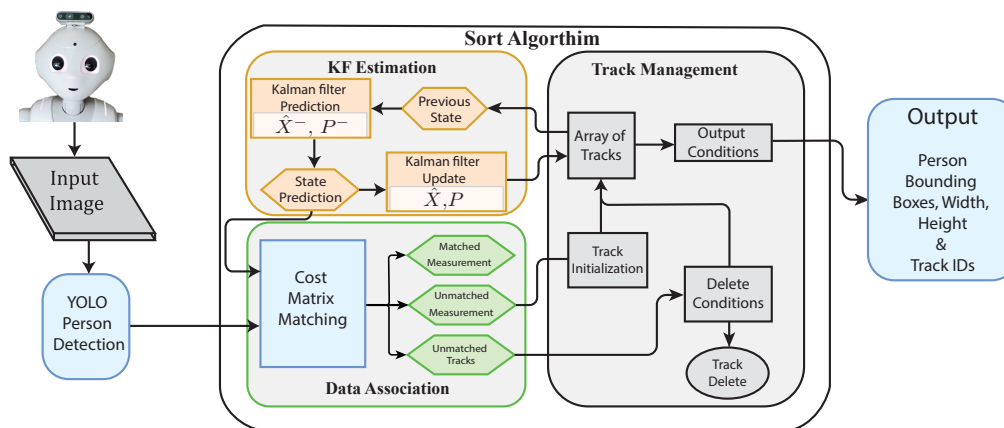 Sort Algorthim
KF Estimation
Kalman filter
Prediction
X̂⁻, P⁻
Previous
State
State
Prediction
Kalman filter
Update
X̂,P
Track Management
Array of
Tracks
Output
Conditions
Track
Initialization
Delete
Conditions
Track
Delete
Input
Image
YOLO
Person
Detection
Cost
Matrix
Matching
Matched
Measurement
Unmatched
Measurement
Unmatched
Tracks
Data Association
Output
Person
Bounding
Boxes, Width,
Height
&
Track IDs